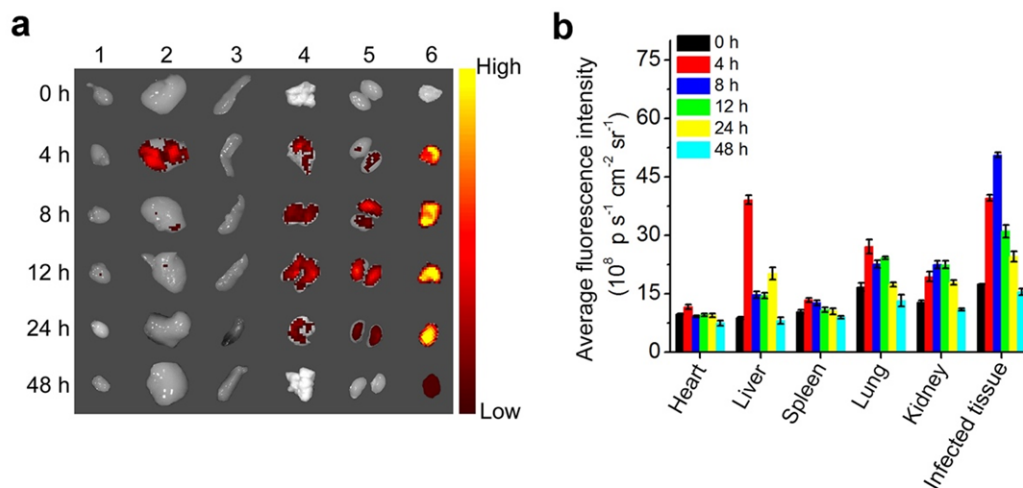 a
1 2 3 4 5 6
High
0 h
4 h
8 h
12 h
24 h
48 h
Low
b
Average fluorescence intensity
(10⁸ p s⁻¹ cm⁻² sr⁻¹)
75
60
45
30
15
0
0 h
4 h
8 h
12 h
24 h
48 h
Heart
Liver
Spleen
Lung
Kidney
Infected tissue